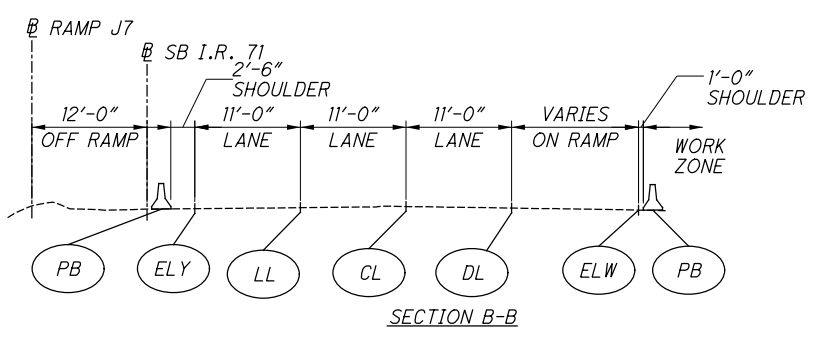 ℄ RAMP J7
℄ SB I.R. 71
2'-6"
SHOULDER
1'-0"
SHOULDER
12'-0"
OFF RAMP
11'-0"
LANE
11'-0"
LANE
11'-0"
LANE
VARIES
ON RAMP
WORK
ZONE
PB
ELY
LL
CL
DL
ELW
PB
SECTION B-B